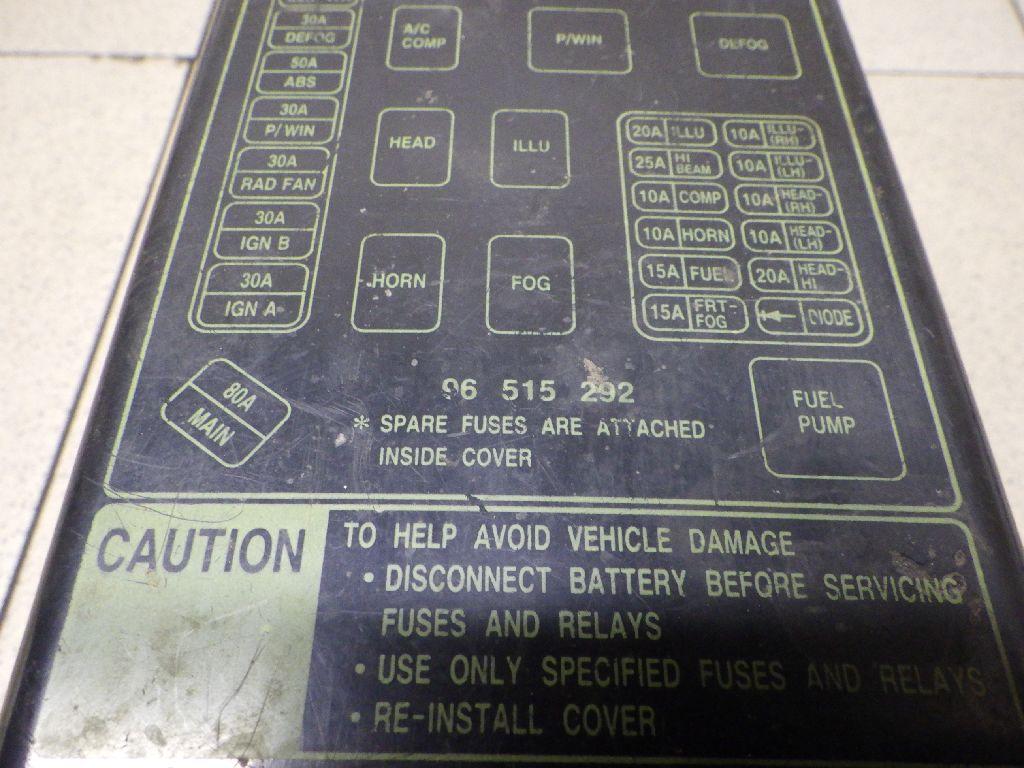 30A
DEFOG
50A
ABS
30A
P/WIN
30A
RAD FAN
30A
IGN B
30A
IGN A
80A
MAIN
A/C
COMP
P/WIN
DEFOG
HEAD
ILLU
HORN
FOG
20A ILLU
10A ILLU-
(RH)
25A HI
BEAM
10A ILLU-
(LH)
10A COMP
10A HEAD-
(RH)
10A HORN
10A HEAD-
(LH)
15A FUEL
20A HEAD-
HI
15A FRT-
FOG
DIODE
96 515 292
* SPARE FUSES ARE ATTACHED
INSIDE COVER
FUEL
PUMP
CAUTION
TO HELP AVOID VEHICLE DAMAGE
• DISCONNECT BATTERY BEFORE SERVICING
FUSES AND RELAYS
• USE ONLY SPECIFIED FUSES AND RELAYS
• RE-INSTALL COVER